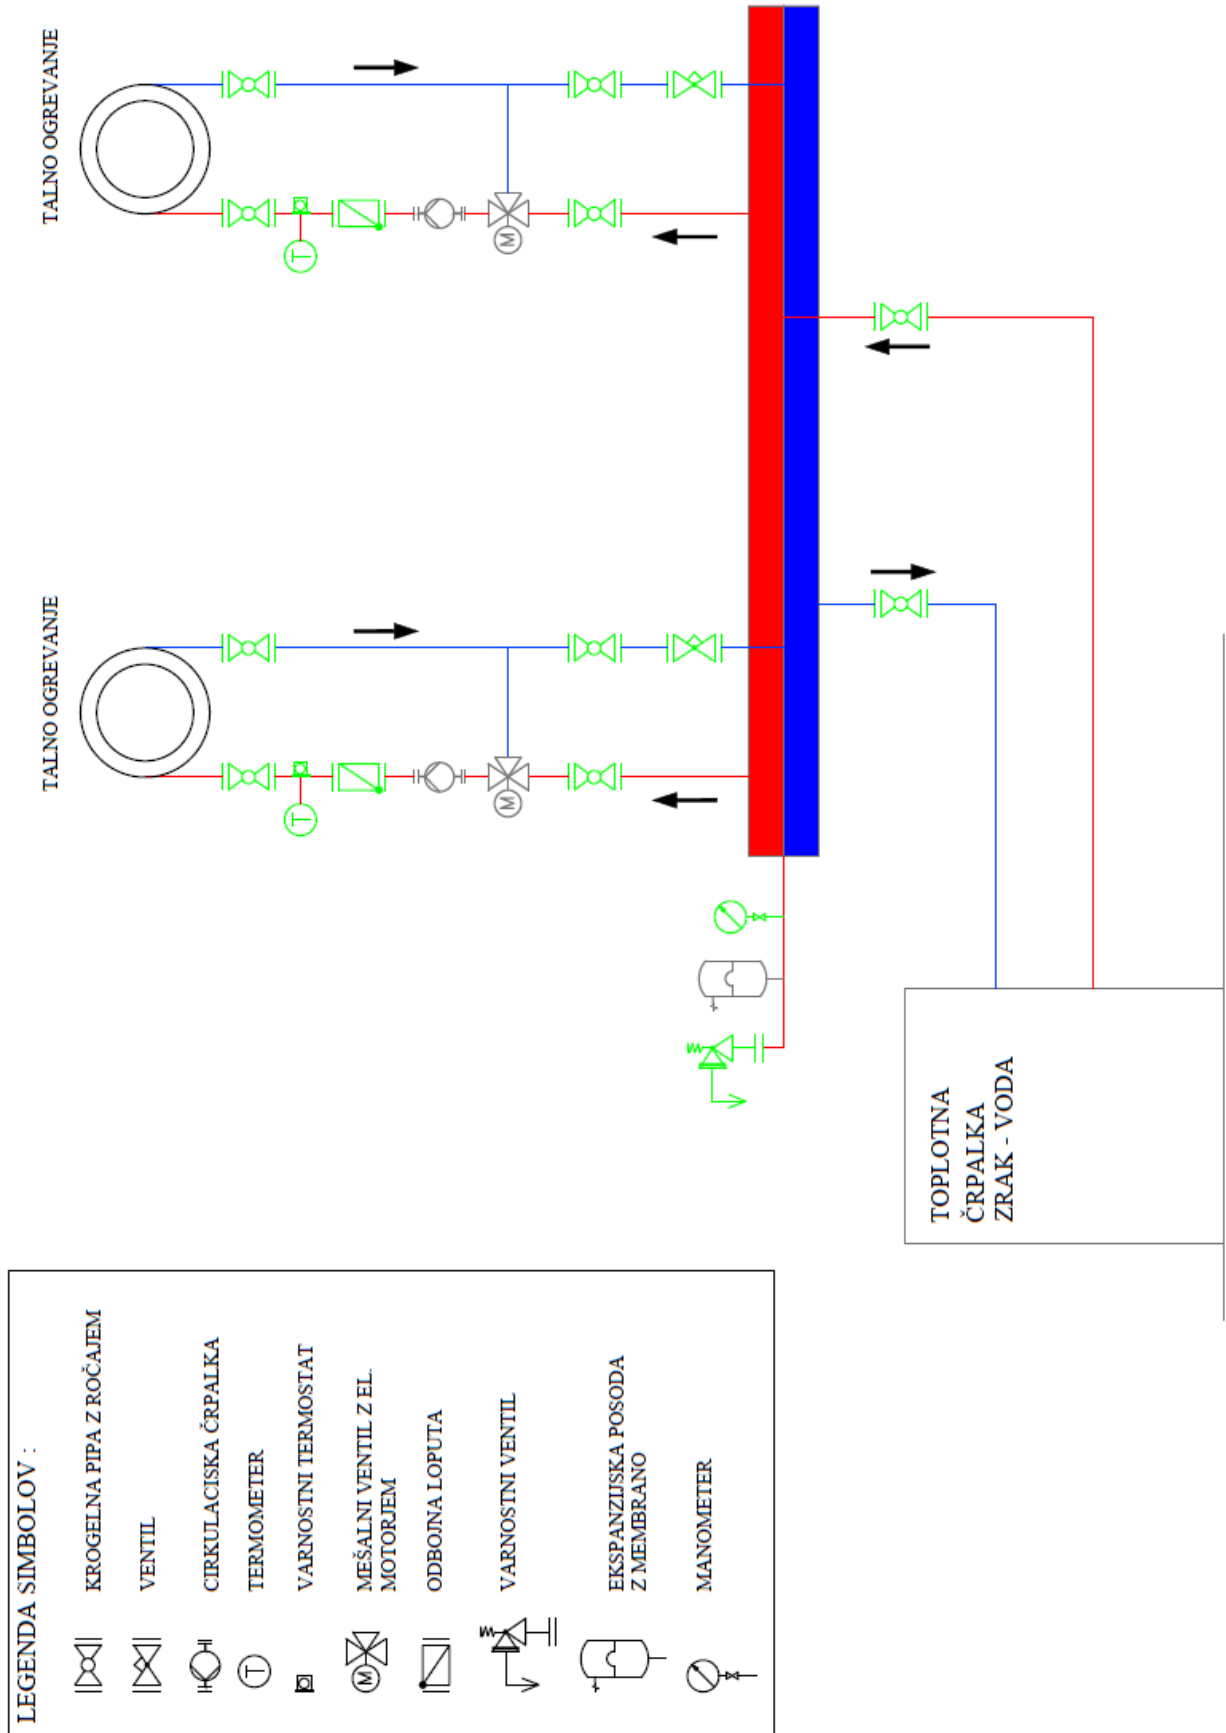 TALNO OGREVANJE
TALNO OGREVANJE
T
M
T
M
TOPLOTNA
ČRPALKA
ZRAK - VODA
LEGENDA SIMBOLOV :
KROGELNA PIPA Z ROČAJEM
VENTIL
CIRKULACISKA ČRPALKA
T
TERMOMETER
VARNOSTNI TERMOSTAT
M
MEŠALNI VENTIL Z EL.
MOTORJEM
ODBOJNA LOPUTA
VARNOSTNI VENTIL
EKSPANZIJSKA POSODA
Z MEMBRANO
MANOMETER